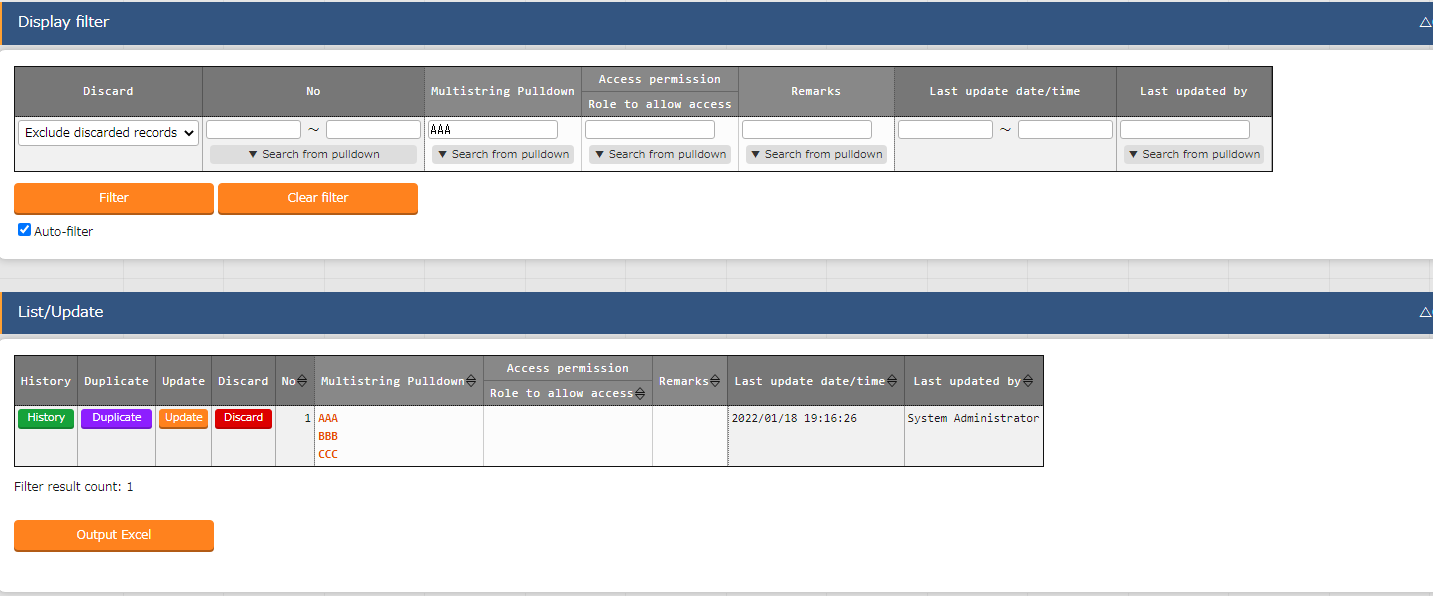 Display filter
△
Discard No Multistring Pulldown Access permission Remarks Last update date/time Last updated by
Role to allow access
Exclude discarded records ~ AAA ~
▼ Search from pulldown ▼ Search from pulldown ▼ Search from pulldown ▼ Search from pulldown ▼ Search from pulldown
Filter Clear filter
Auto-filter
List/Update
△
History Duplicate Update Discard No Multistring Pulldown Access permission Remarks Last update date/time Last updated by
Role to allow access
History Duplicate Update Discard 1 AAA 2022/01/18 19:16:26 System Administrator
BBB
CCC
Filter result count: 1
Output Excel